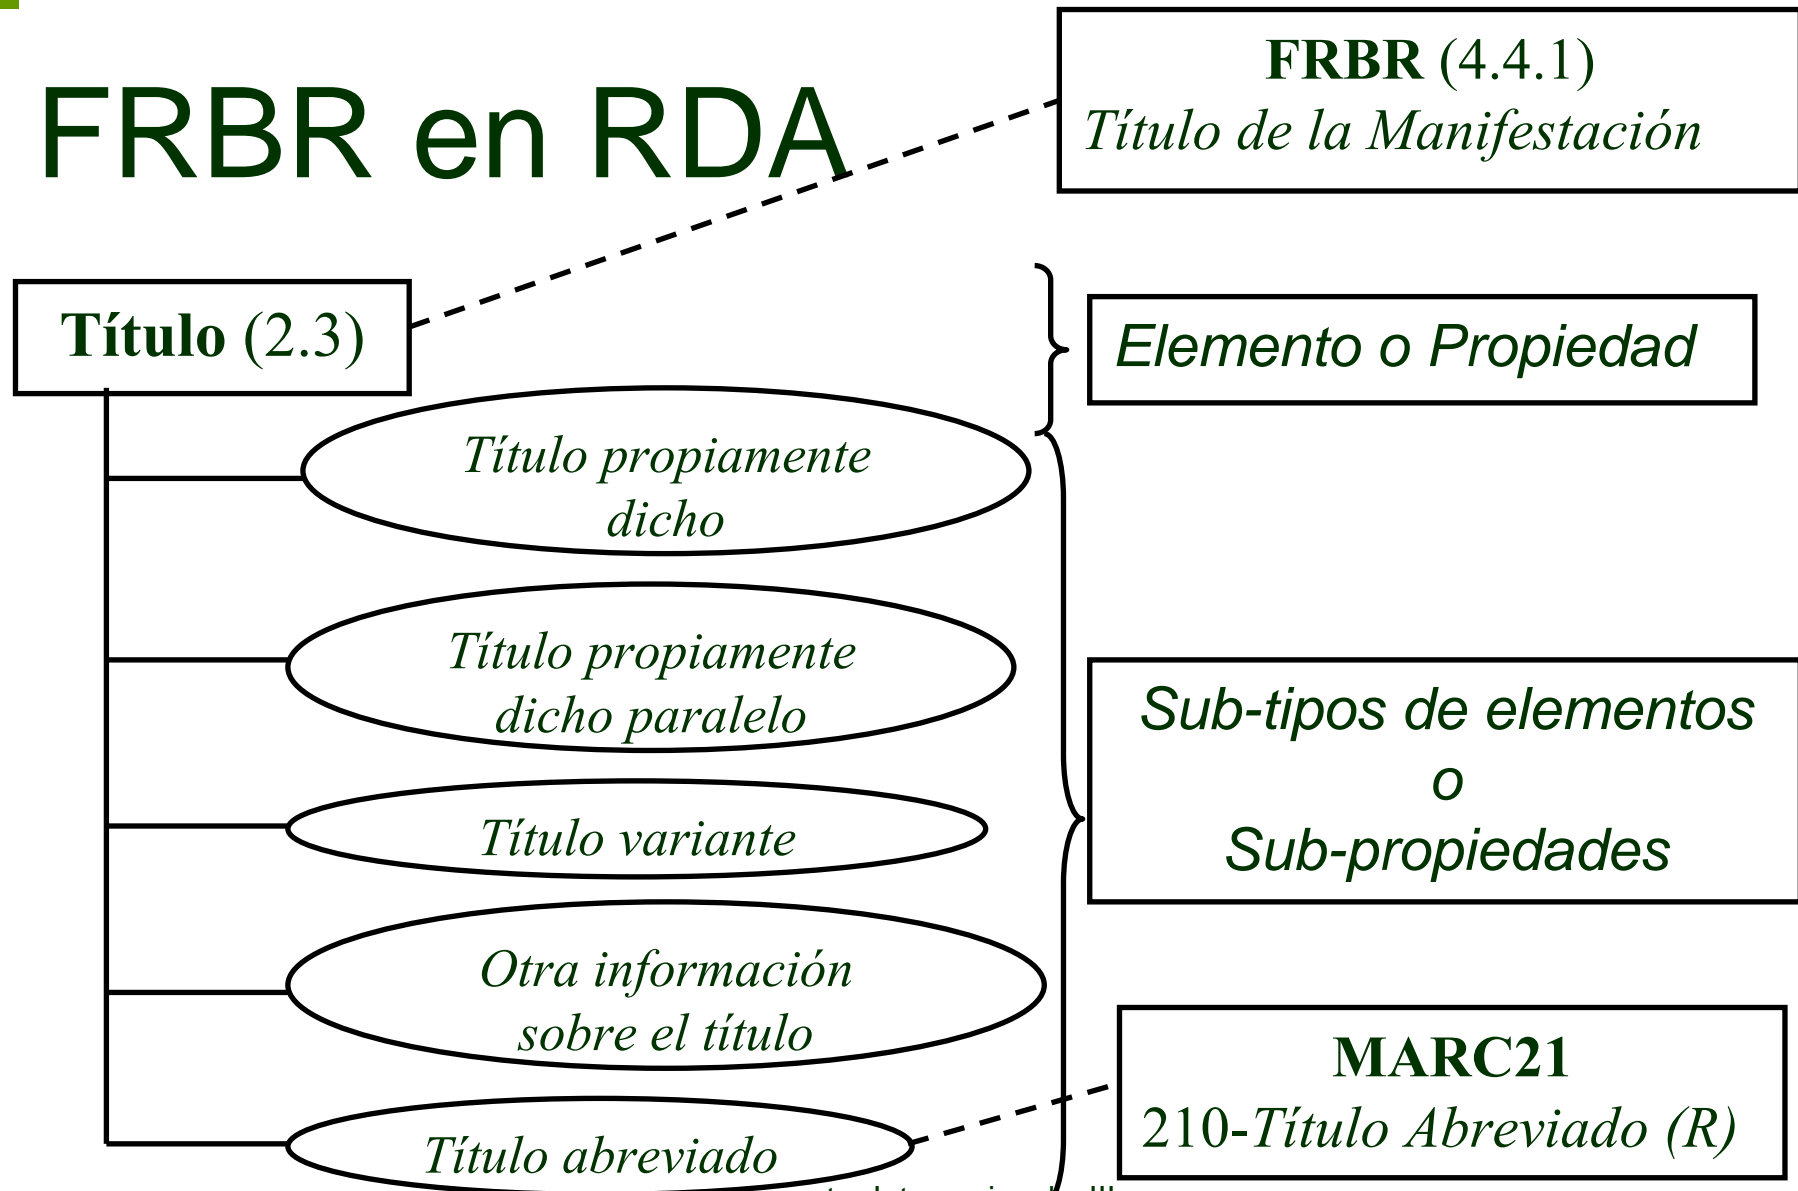 FRBR en RDA
FRBR (4.4.1)
Título de la Manifestación
Título (2.3)
Elemento o Propiedad
Título propiamente
dicho
Título propiamente
dicho paralelo
Sub-tipos de elementos
o
Sub-propiedades
Título variante
Otra información
sobre el título
MARC21
210-Título Abreviado (R)
Título abreviado